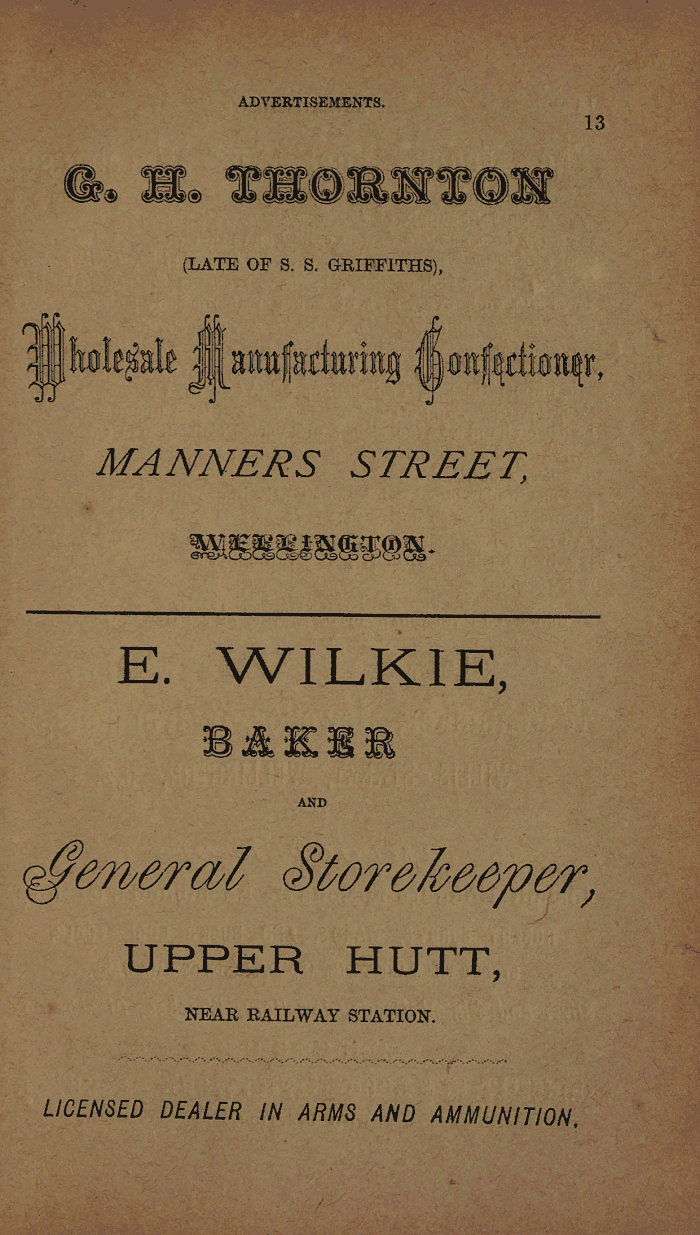 ADVERTISEMENTS.
13
G. H. THORNTON
(LATE OF S. S. GRIFFITHS),
Wholesale Manufacturing Confectioner,
MANNERS STREET,
WELLINGTON.
E. WILKIE,
BAKER
AND
General Storekeeper,
UPPER HUTT,
NEAR RAILWAY STATION.
LICENSED DEALER IN ARMS AND AMMUNITION.